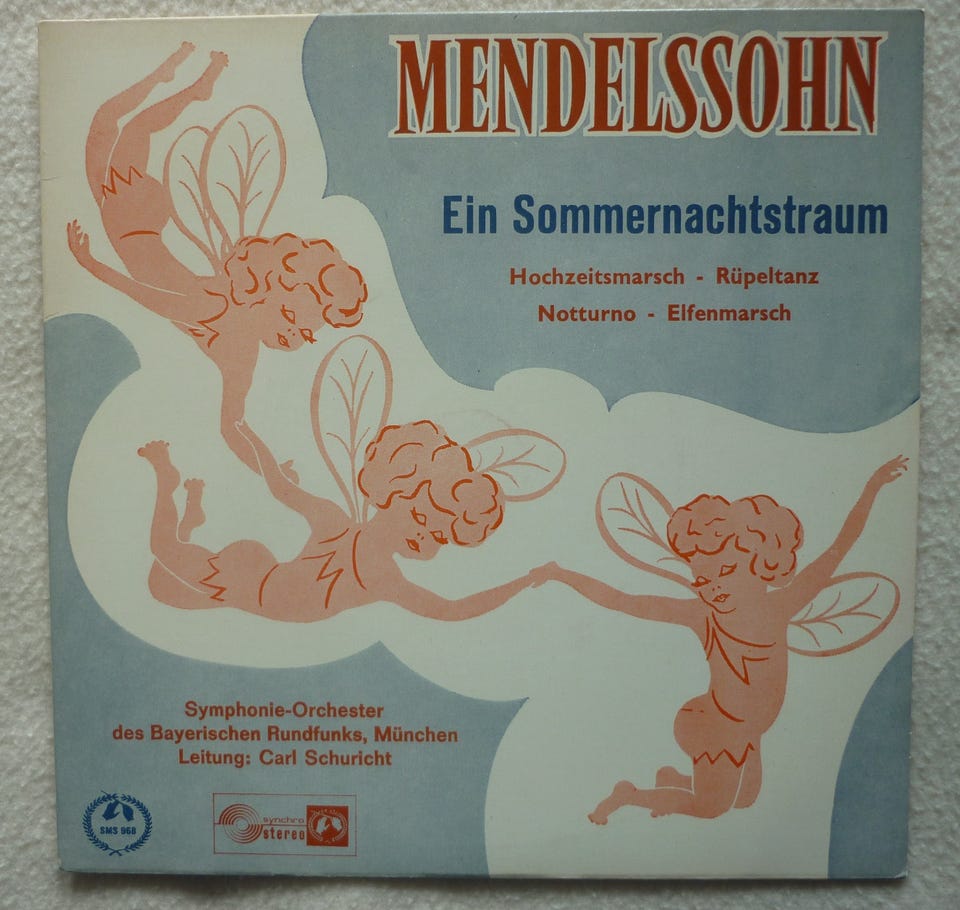 MENDELSSOHN
Ein Sommernachtstraum
Hochzeitsmarsch - Rüpeltanz
Notturno - Elfenmarsch
Symphonie-Orchester
des Bayerischen Rundfunks, München
Leitung: Carl Schuricht
SMS 968
synchro
stereo